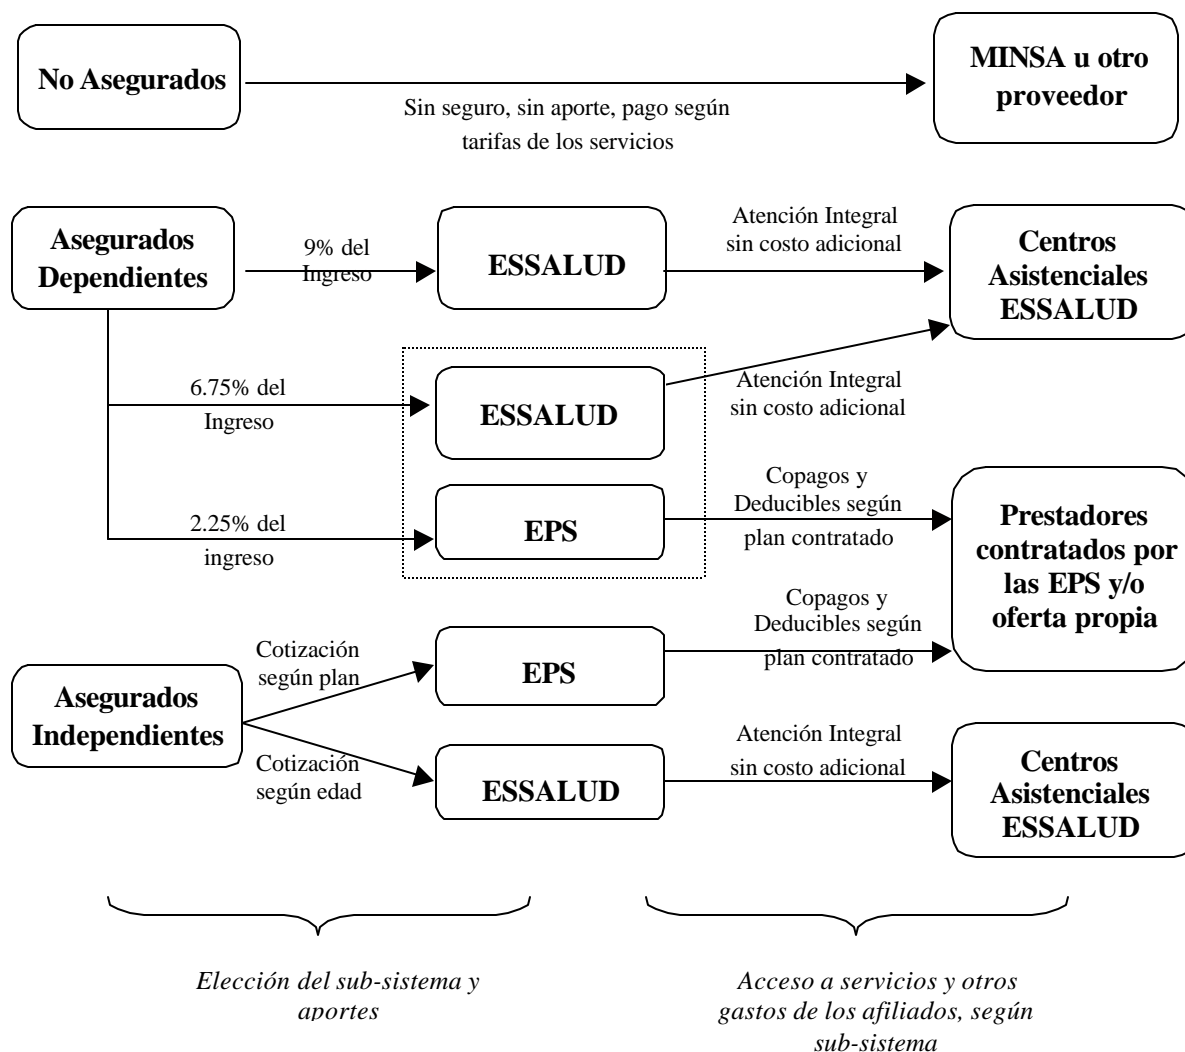 No Asegurados
Sin seguro, sin aporte, pago según
tarifas de los servicios
MINSA u otro
proveedor
Asegurados
Dependientes
9% del
Ingreso
ESSALUD
Atención Integral
sin costo adicional
Centros
Asistenciales
ESSALUD
6.75% del
Ingreso
ESSALUD
Atención Integral
sin costo adicional
2.25% del
ingreso
EPS
Copagos y
Deducibles según
plan contratado
Prestadores
contratados por
las EPS y/o
oferta propia
Asegurados
Independientes
Cotización
según plan
EPS
Copagos y
Deducibles según
plan contratado
Cotización
según edad
ESSALUD
Atención Integral
sin costo adicional
Centros
Asistenciales
ESSALUD
Elección del sub-sistema y
aportes
Acceso a servicios y otros
gastos de los afiliados, según
sub-sistema